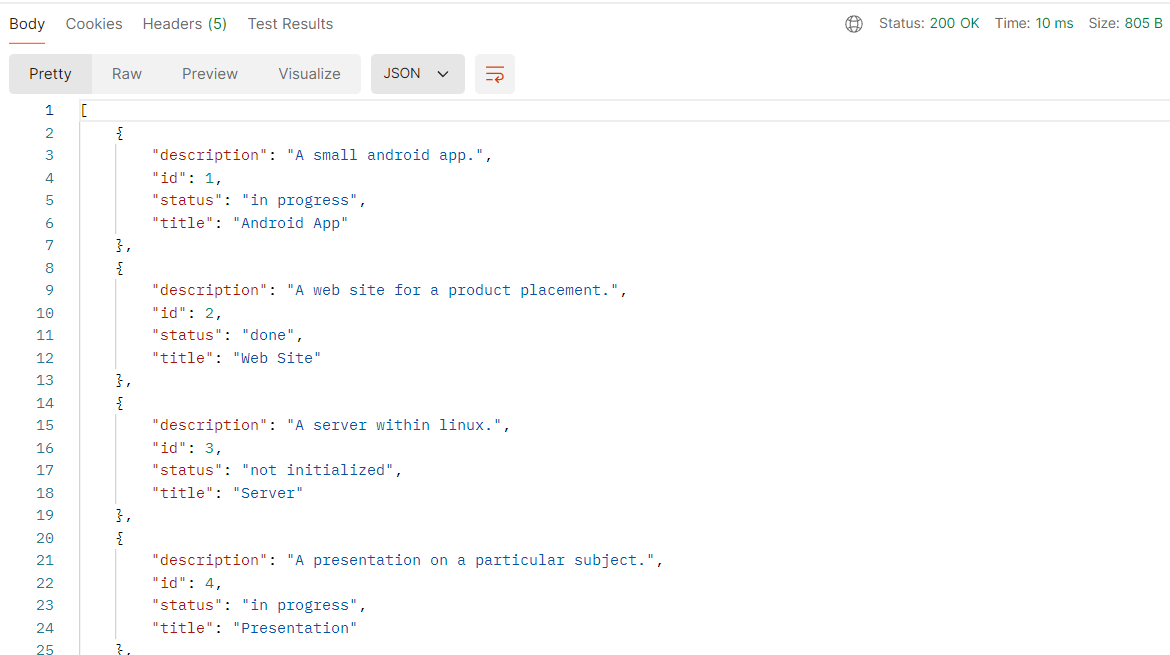 Body Cookies Headers (5) Test Results Status: 200 OK Time: 10 ms Size: 805 B
Pretty Raw Preview Visualize JSON
1 [
2 {
3 "description": "A small android app.",
4 "id": 1,
5 "status": "in progress",
6 "title": "Android App"
7 },
8 {
9 "description": "A web site for a product placement.",
10 "id": 2,
11 "status": "done",
12 "title": "Web Site"
13 },
14 {
15 "description": "A server within linux.",
16 "id": 3,
17 "status": "not initialized",
18 "title": "Server"
19 },
20 {
21 "description": "A presentation on a particular subject.",
22 "id": 4,
23 "status": "in progress",
24 "title": "Presentation"
25 },